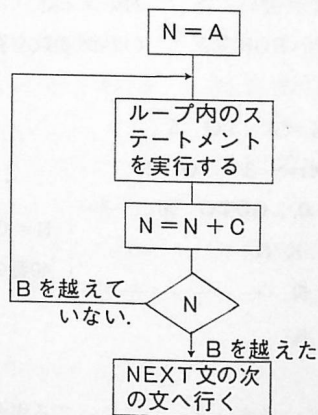 N=A
ループ内のス
テートメント
を実行する
N=N+C
Bを越えて
いない.
N
Bを越えた
NEXT文の次
の文へ行く